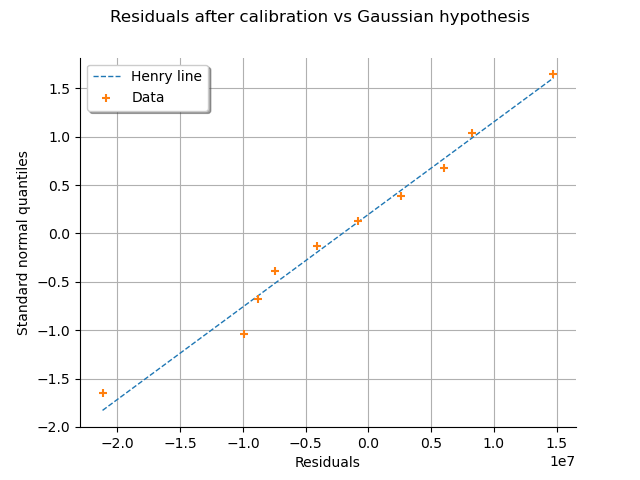 Residuals after calibration vs Gaussian hypothesis
Henry line
Data
1.5
1.0
0.5
0.0
−0.5
−1.0
−1.5
−2.0
Standard normal quantiles
−2.0 −1.5 −1.0 −0.5 0.0 0.5 1.0 1.5
1e7
Residuals